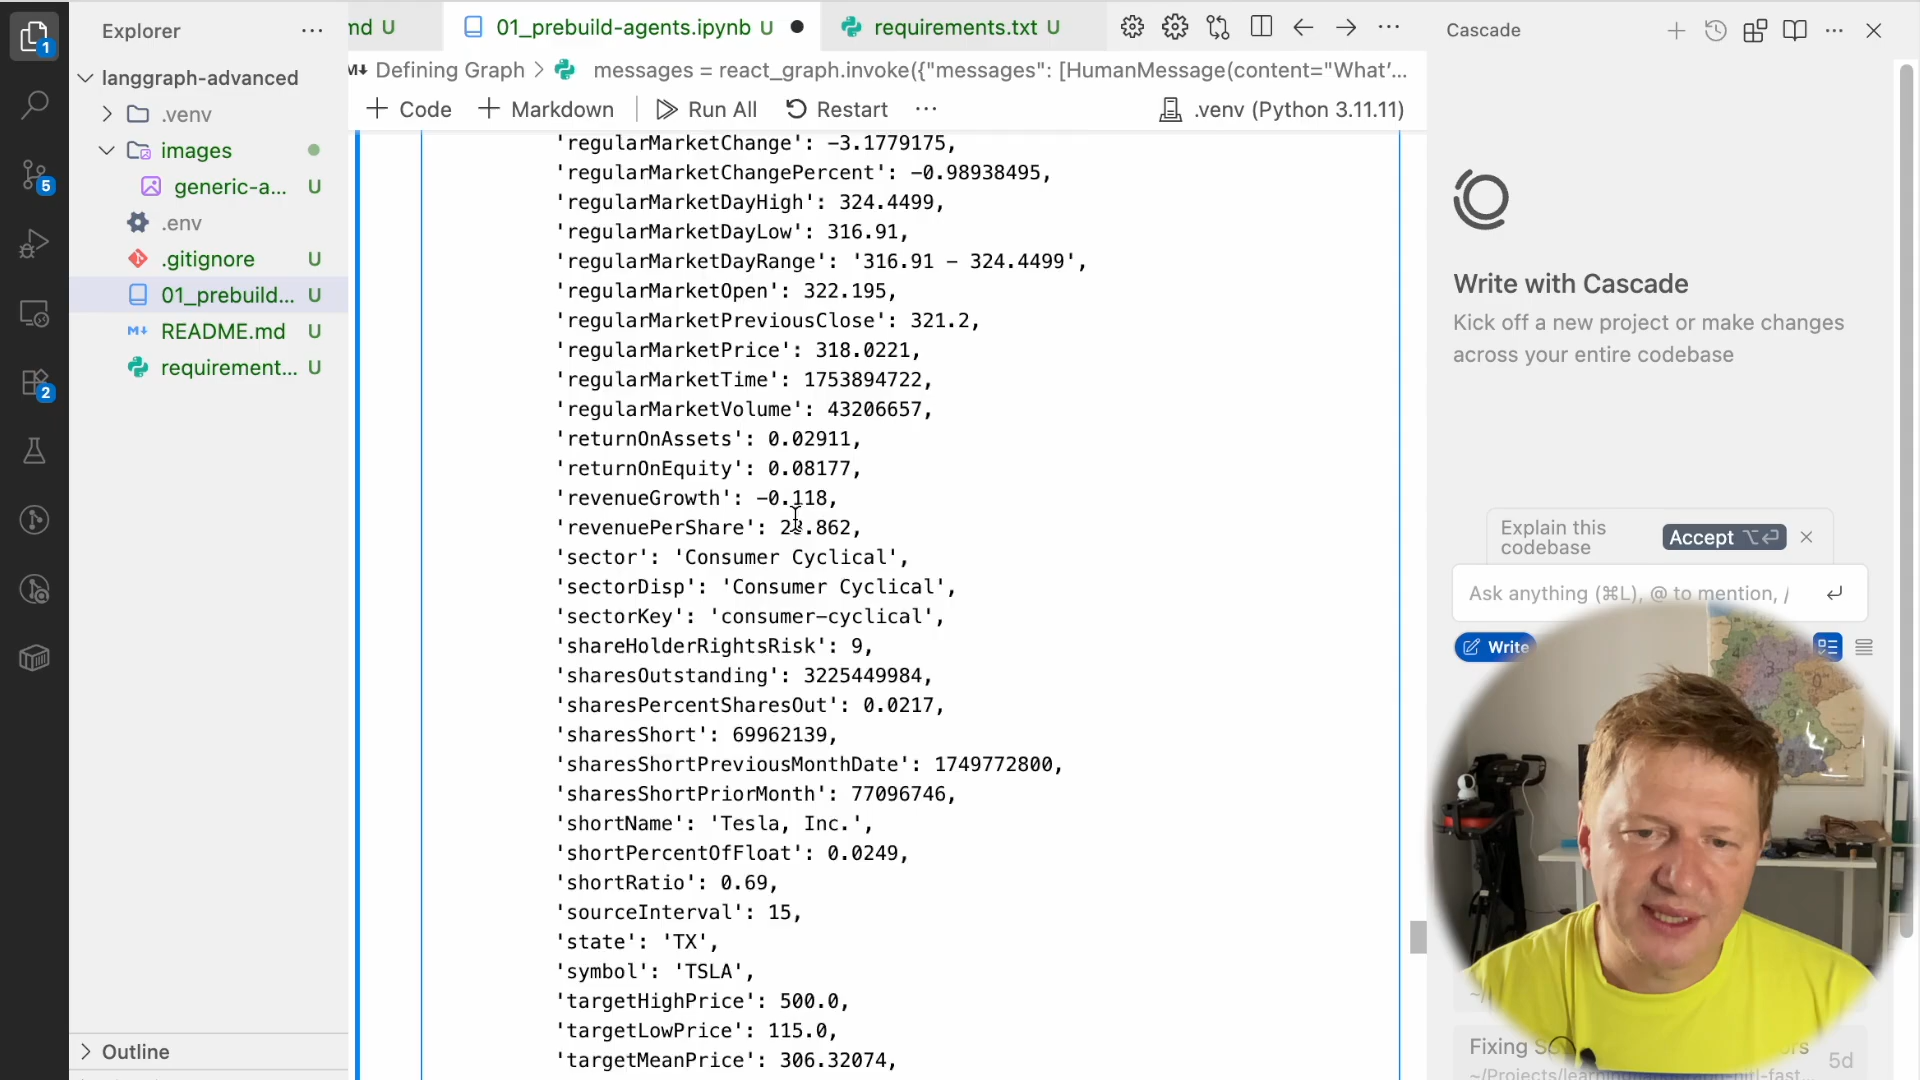 Explorer
langgraph-advanced
.venv
images
generic-a... U
.env
.gitignore U
01_prebuild... U
README.md U
requirement... U
Outline
1
5
2
md U
01_prebuild-agents.ipynb U
requirements.txt U
Defining Graph > messages = react_graph.invoke({"messages": [HumanMessage(content="What'...
+ Code + Markdown Run All Restart ... .venv (Python 3.11.11)
'regularMarketChange': -3.1779175,
'regularMarketChangePercent': -0.98938495,
'regularMarketDayHigh': 324.4499,
'regularMarketDayLow': 316.91,
'regularMarketDayRange': '316.91 - 324.4499',
'regularMarketOpen': 322.195,
'regularMarketPreviousClose': 321.2,
'regularMarketPrice': 318.0221,
'regularMarketTime': 1753894722,
'regularMarketVolume': 43206657,
'returnOnAssets': 0.02911,
'returnOnEquity': 0.08177,
'revenueGrowth': -0.118,
'revenuePerShare':
'sector': 'Consumer Cyclical',
'sectorDisp': 'Consumer Cyclical',
'sectorKey': 'consumer-cyclical',
'shareHolderRightsRisk': 9,
'sharesOutstanding': 3225449984,
'sharesPercentSharesOut': 0.0217,
'sharesShort': 69962139,
'sharesShortPreviousMonthDate': 1749772800,
'sharesShortPriorMonth': 77096746,
'shortName': 'Tesla, Inc.',
'shortPercentOfFloat': 0.0249,
'shortRatio': 0.69,
'sourceInterval': 15,
'state': 'TX',
'symbol': 'TSLA',
'targetHighPrice': 500.0,
'targetLowPrice': 115.0,
'targetMeanPrice': 306.32074,
Cascade
Write with Cascade
Kick off a new project or make changes
across your entire codebase
Explain this
codebase
Accept
Ask anything (⌘L), @ to mention, /
Write
Fixing
5d